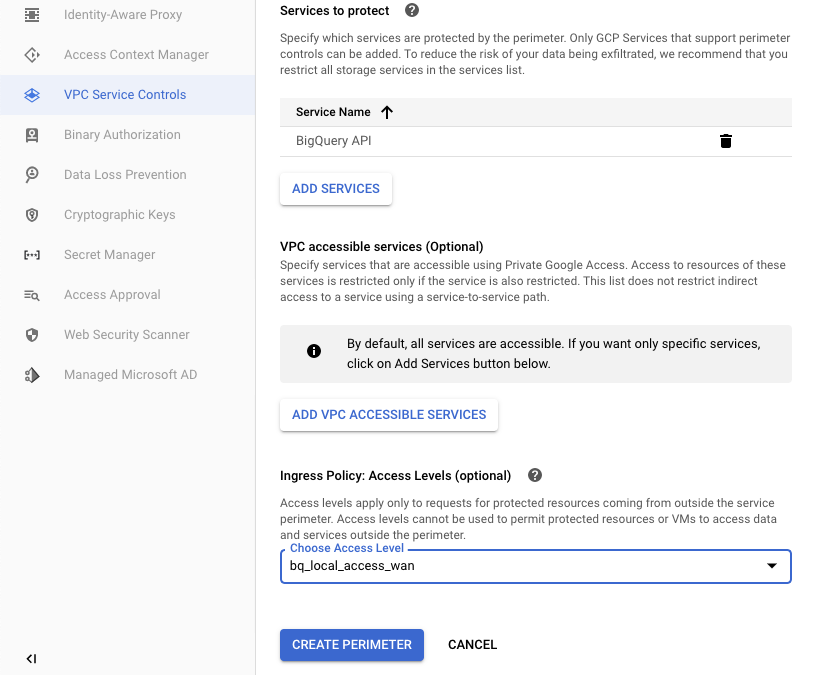 Identity-Aware Proxy
Access Context Manager
VPC Service Controls
Binary Authorization
Data Loss Prevention
Cryptographic Keys
Secret Manager
Access Approval
Web Security Scanner
Managed Microsoft AD
Services to protect
Specify which services are protected by the perimeter. Only GCP Services that support perimeter
controls can be added. To reduce the risk of your data being exfiltrated, we recommend that you
restrict all storage services in the services list.
Service Name
BigQuery API
ADD SERVICES
VPC accessible services (Optional)
Specify services that are accessible using Private Google Access. Access to resources of these
services is restricted only if the service is also restricted. This list does not restrict indirect
access to a service using a service-to-service path.
By default, all services are accessible. If you want only specific services,
click on Add Services button below.
ADD VPC ACCESSIBLE SERVICES
Ingress Policy: Access Levels (optional)
Access levels apply only to requests for protected resources coming from outside the service
perimeter. Access levels cannot be used to permit protected resources or VMs to access data
and services outside the perimeter.
Choose Access Level
bq_local_access_wan
CREATE PERIMETER
CANCEL